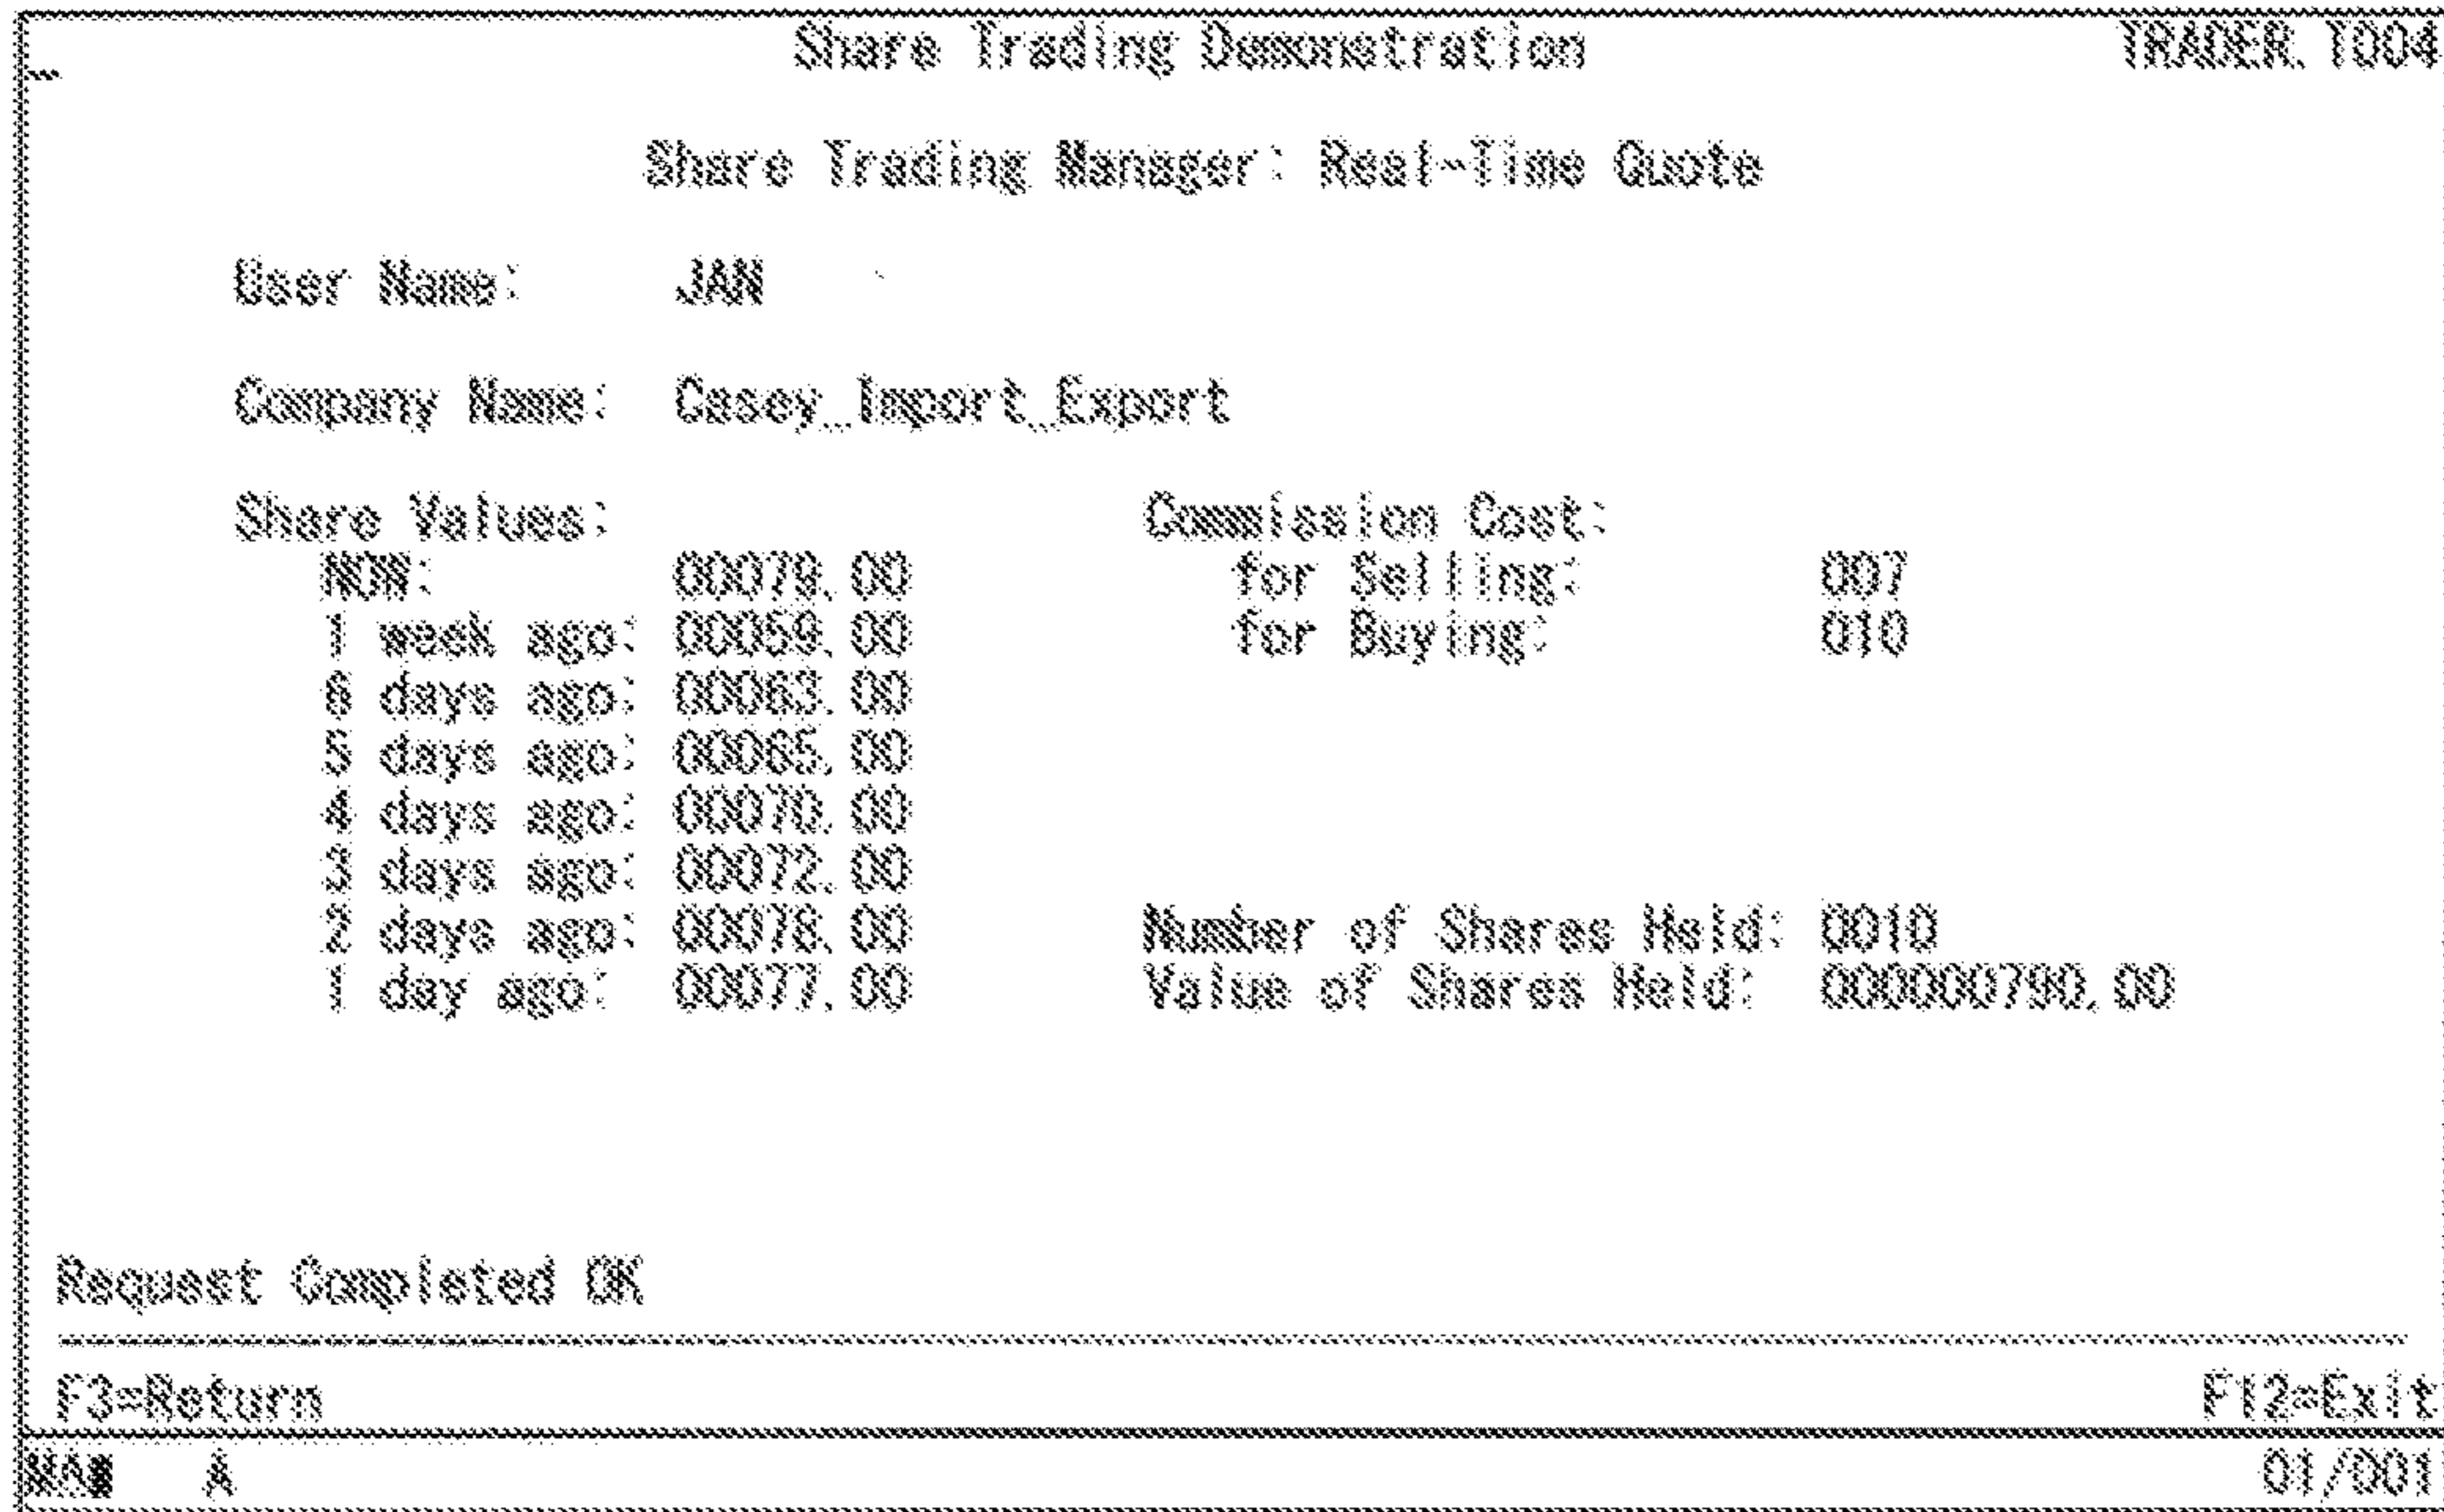 _ Share Trading Demonstration TRADER.T004
Share Trading Manager: Real-Time Quote
User Name: JAN
Company Name: Casey_Import_Export
Share Values: Commission Cost:
NOW: 00079.00 for Selling: 007
1 week ago: 00059.00 for Buying: 010
6 days ago: 00063.00
5 days ago: 00065.00
4 days ago: 00070.00
3 days ago: 00072.00
2 days ago: 00078.00 Number of Shares Held: 0010
1 day ago: 00077.00 Value of Shares Held: 000000790.00
Request Completed OK
F3=Return F12=Exit
A 01/001